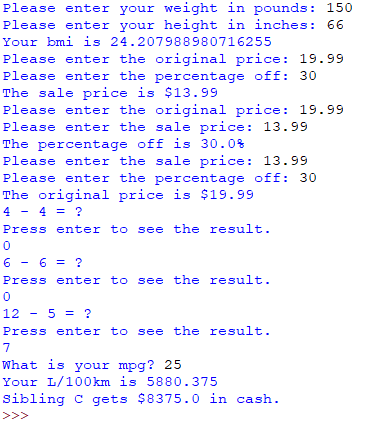 Please enter your weight in pounds: 150
Please enter your height in inches: 66
Your bmi is 24.207988980716255
Please enter the original price: 19.99
Please enter the percentage off: 30
The sale price is $13.99
Please enter the original price: 19.99
Please enter the sale price: 13.99
The percentage off is 30.0%
Please enter the sale price: 13.99
Please enter the percentage off: 30
The original price is $19.99
4 - 4 = ?
Press enter to see the result.
0
6 - 6 = ?
Press enter to see the result.
0
12 - 5 = ?
Press enter to see the result.
7
What is your mpg? 25
Your L/100km is 5880.375
Sibling C gets $8375.0 in cash.
>>>